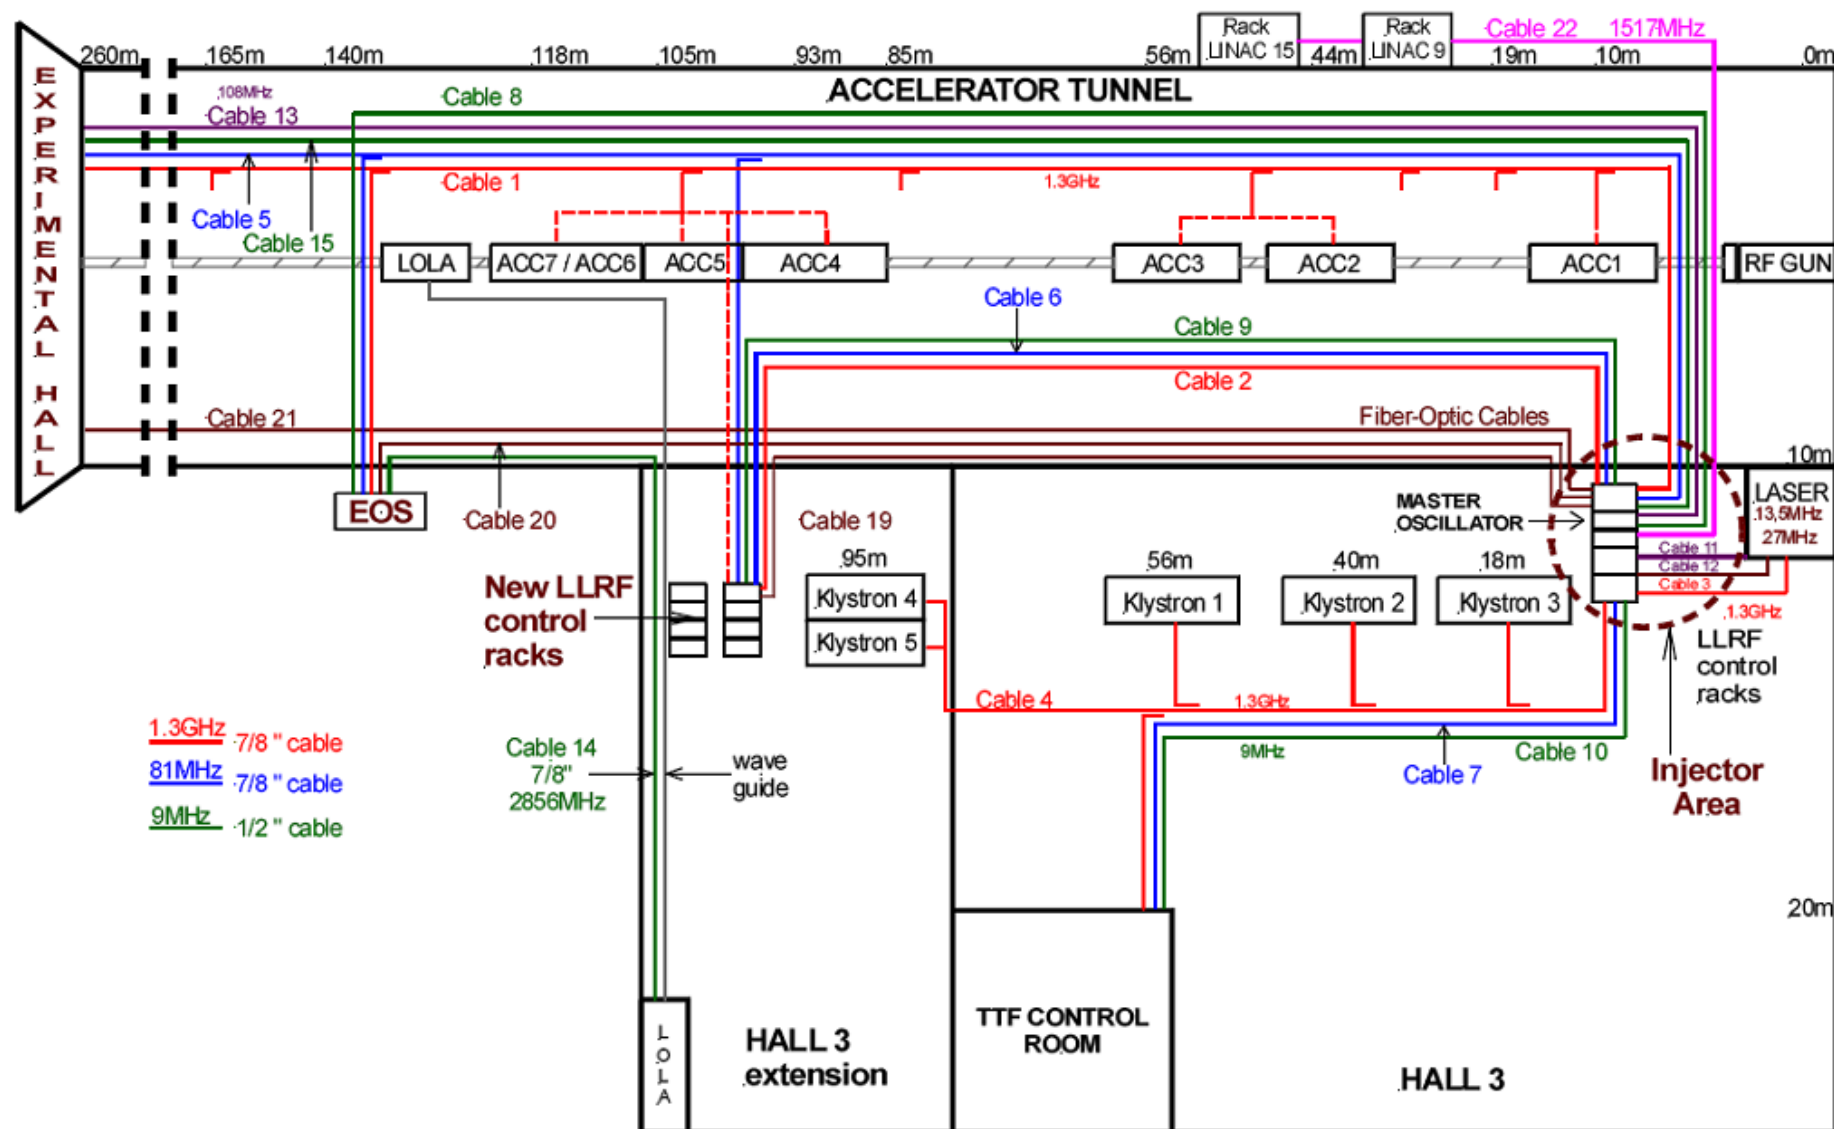 Rack
LINAC 15
Rack
LINAC 9
Cable 22
1517MHz
260m
165m
140m
118m
105m
93m
85m
56m
44m
19m
10m
0m
ACCELERATOR TUNNEL
EXPERIMENTAL HALL
108MHz
Cable 13
Cable 8
Cable 1
1.3GHz
Cable 5
Cable 15
LOLA
ACC7 / ACC6
ACC5
ACC4
ACC3
ACC2
ACC1
RF GUN
Cable 6
Cable 9
Cable 2
Cable 21
Fiber-Optic Cables
10m
EOS
Cable 20
Cable 19
MASTER
OSCILLATOR
LASER
13,5MHz
27MHz
Cable 11
Cable 12
Cable 3
1.3GHz
95m
Klystron 4
Klystron 5
56m
Klystron 1
40m
Klystron 2
18m
Klystron 3
New LLRF
control
racks
LLRF
control
racks
Cable 4
1.3GHz
9MHz
Cable 10
Cable 7
Injector
Area
1.3GHz
7/8 " cable
81MHz
7/8 " cable
9MHz
1/2 " cable
Cable 14
7/8"
2856MHz
wave
guide
20m
LOLA
HALL 3
extension
TTF CONTROL
ROOM
HALL 3